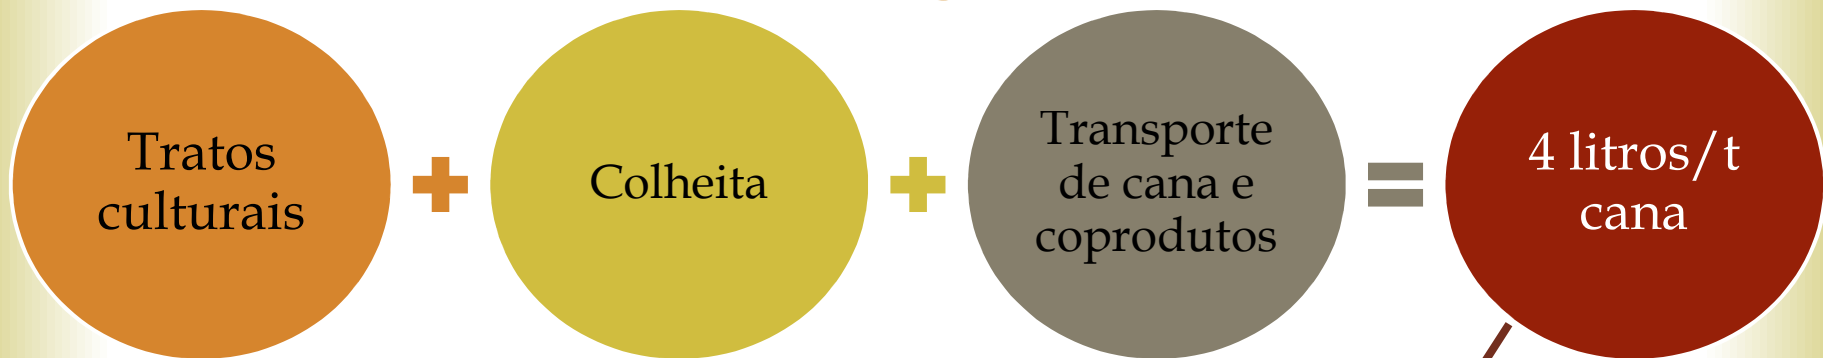 Tratos
culturais
+
Colheita
+
Transporte
de cana e
coprodutos
=
4 litros/t
cana